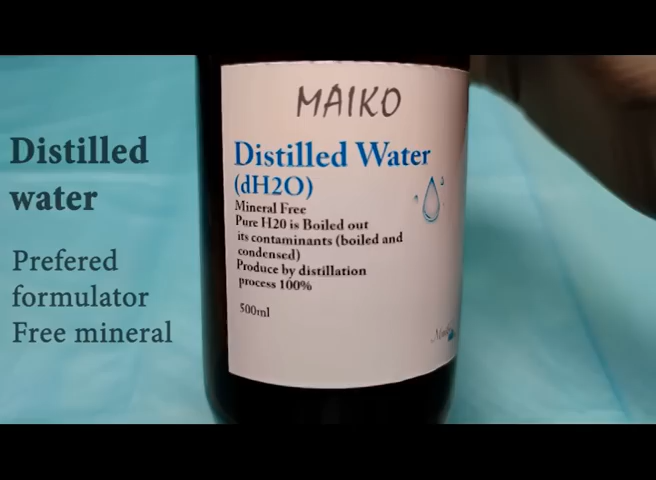 Distilled
water
Prefered
formulator
Free mineral
MAIKO
Distilled Water
(dH2O)
Mineral Free
Pure H20 is Boiled out
its contaminants (boiled and
condensed)
Produce by distillation
process 100%
500ml